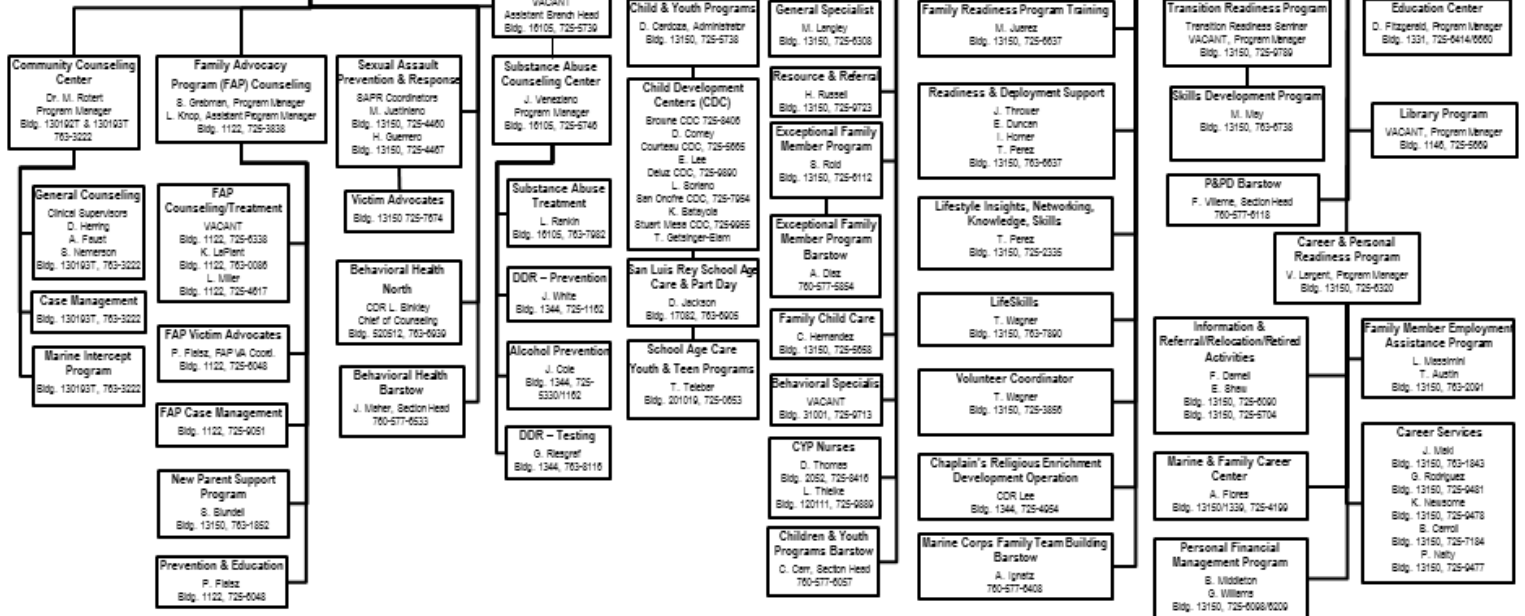 VACANT
Assistant Branch Head
Bldg. 16105, 725-5739
Community Counseling
Center
Dr. M. Rotert
Program Manager
Bldg. 130192T & 130193T
763-3222
General Counseling
Clinical Supervisors
D. Herring
A. Faust
S. Nemerson
Bldg. 130193T, 763-3222
Case Management
Bldg. 130193T, 763-3222
Marine Intercept
Program
Bldg. 130193T, 763-3222
Family Advocacy
Program (FAP) Counseling
S. Grabman, Program Manager
L. Knop, Assistant Program Manager
Bldg. 1122, 725-3838
FAP
Counseling/Treatment
VACANT
Bldg. 1122, 725-6338
K. LaPlant
Bldg. 1122, 763-0086
L. Miller
Bldg. 1122, 725-4617
FAP Victim Advocates
P. Flaisz, FAP VA Coord.
Bldg. 1122, 725-6048
FAP Case Management
Bldg. 1122, 725-9051
New Parent Support
Program
S. Blundell
Bldg. 13150, 763-1852
Prevention & Education
P. Flaisz
Bldg. 1122, 725-6048
Sexual Assault
Prevention & Response
SAPR Coordinators
M. Justiniano
Bldg. 13150, 725-4460
H. Guerrero
Bldg. 13150, 725-4467
Victim Advocates
Bldg. 13150 725-7674
Behavioral Health
North
CDR L. Binkley
Chief of Counseling
Bldg. 520512, 763-6939
Behavioral Health
Barstow
J. Maher, Section Head
760-577-6533
Substance Abuse
Counseling Center
J. Veneziano
Program Manager
Bldg. 16105, 725-5746
Substance Abuse
Treatment
L. Rankin
Bldg. 16105, 763-7982
DDR – Prevention
J. White
Bldg. 1344, 725-1162
Alcohol Prevention
J. Cole
Bldg. 1344, 725-
5330/1162
DDR – Testing
G. Riesgraf
Bldg. 1344, 763-8116
Child & Youth Programs
D. Cardoza, Administrator
Bldg. 13150, 725-5738
Child Development
Centers (CDC)
Browne CDC 725-8406
D. Comey
Courteau CDC, 725-5665
E. Lee
Deluz CDC, 725-9890
L. Soriano
San Onofre CDC, 725-7954
K. Batayola
Stuart Mesa CDC, 725-9955
T. Getsinger-Elam
San Luis Rey School Age
Care & Part Day
D. Jackson
Bldg. 17082, 763-6905
School Age Care
Youth & Teen Programs
T. Teleber
Bldg. 201019, 725-0653
General Specialist
M. Langley
Bldg. 13150, 725-6308
Resource & Referral
H. Russell
Bldg. 13150, 725-9723
Exceptional Family
Member Program
S. Rold
Bldg. 13150, 725-6112
Exceptional Family
Member Program
Barstow
A. Diaz
760-577-5854
Family Child Care
C. Hernandez
Bldg. 13150, 725-5658
Behavioral Specialis
VACANT
Bldg. 31001, 725-9713
CYP Nurses
D. Thomas
Bldg. 2052, 725-8416
L. Thielke
Bldg. 120111, 725-9889
Children & Youth
Programs Barstow
C. Carr, Section Head
760-577-6057
Family Readiness Program Training
M. Juarez
Bldg. 13150, 725-6637
Readiness & Deployment Support
J. Thrower
E. Duncan
I. Horner
T. Perez
Bldg. 13150, 763-6637
Lifestyle Insights, Networking,
Knowledge, Skills
T. Perez
Bldg. 13150, 725-2335
LifeSkills
T. Wagner
Bldg. 13150, 763-7890
Volunteer Coordinator
T. Wagner
Bldg. 13150, 725-3856
Chaplain's Religious Enrichment
Development Operation
CDR Lee
Bldg. 1344, 725-4954
Marine Corps Family Team Building
Barstow
A. Ignatz
760-577-6408
Transition Readiness Program
Transition Readiness Seminar
VACANT, Program Manager
Bldg. 13150, 725-9789
Skills Development Program
M. May
Bldg. 13150, 763-6738
P&PD Barstow
F. Villerne, Section Head
760-577-6118
Education Center
D. Fitzgerald, Program Manager
Bldg. 1331, 725-6414/6660
Library Program
VACANT, Program Manager
Bldg. 1146, 725-5669
Career & Personal
Readiness Program
V. Largent, Program Manager
Bldg. 13150, 725-6320
Information &
Referral/Relocation/Retired
Activities
F. Darnell
E. Shaw
Bldg. 13150, 725-6090
Bldg. 13150, 725-5704
Marine & Family Career
Center
A. Flores
Bldg. 13150/1339, 725-4199
Personal Financial
Management Program
B. Middleton
G. Williams
Bldg. 13150, 725-6098/6209
Family Member Employment
Assistance Program
L. Massimini
T. Austin
Bldg. 13150, 763-2091
Career Services
J. Maki
Bldg. 13150, 763-1843
G. Rodriguez
Bldg. 13150, 725-9481
K. Newsome
Bldg. 13150, 725-9478
B. Carroll
Bldg. 13150, 725-7184
P. Natty
Bldg. 13150, 725-9477